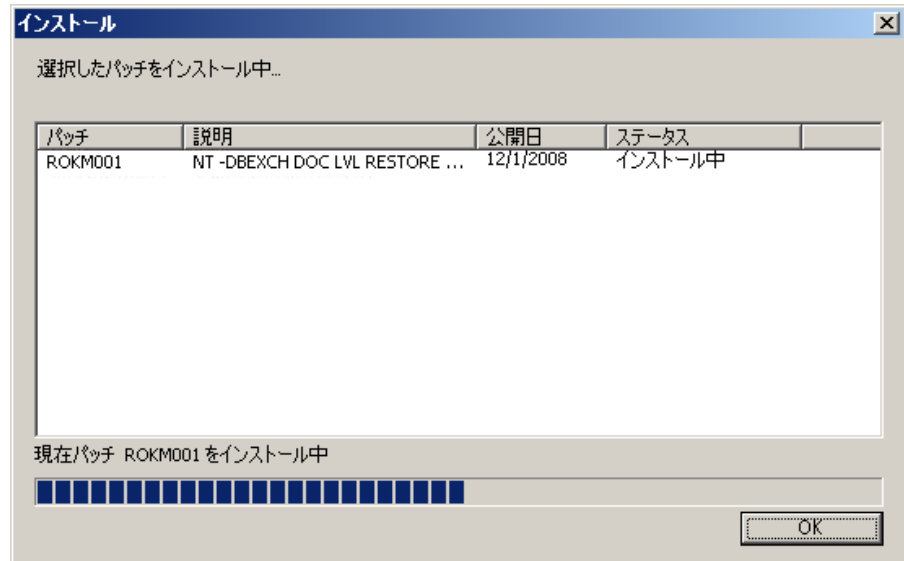 インストール
選択したパッチをインストール中...
パッチ 説明 公開日 ステータス
ROKM001 NT -DBEXCH DOC LVL RESTORE ... 12/1/2008 インストール中
現在パッチ ROKM001 をインストール中
OK